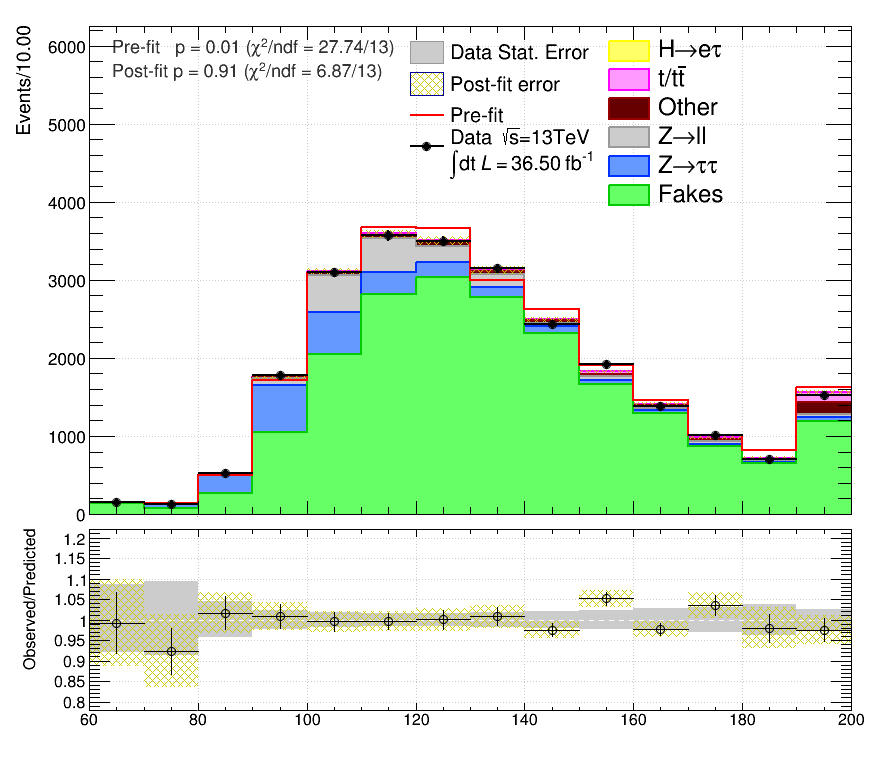 Events/10.00
6000
5000
4000
3000
2000
1000
0
Pre-fit p = 0.01 (χ²/ndf = 27.74/13)
Post-fit p = 0.91 (χ²/ndf = 6.87/13)
Data Stat. Error
Post-fit error
Pre-fit
Data √s=13TeV
∫dt L = 36.50 fb⁻¹
H→eτ
t/tt̄
Other
Z→ll
Z→ττ
Fakes
Observed/Predicted
1.2
1.15
1.1
1.05
1
0.95
0.9
0.85
0.8
60 80 100 120 140 160 180 200